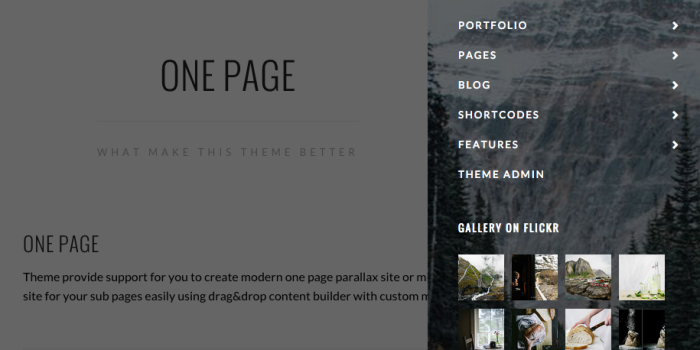 ONE PAGE
WHAT MAKE THIS THEME BETTER
ONE PAGE
Theme provide support for you to create modern one page parallax site or m
site for your sub pages easily using drag&drop content builder with custom m
PORTFOLIO
PAGES
BLOG
SHORTCODES
FEATURES
THEME ADMIN
GALLERY ON FLICKR